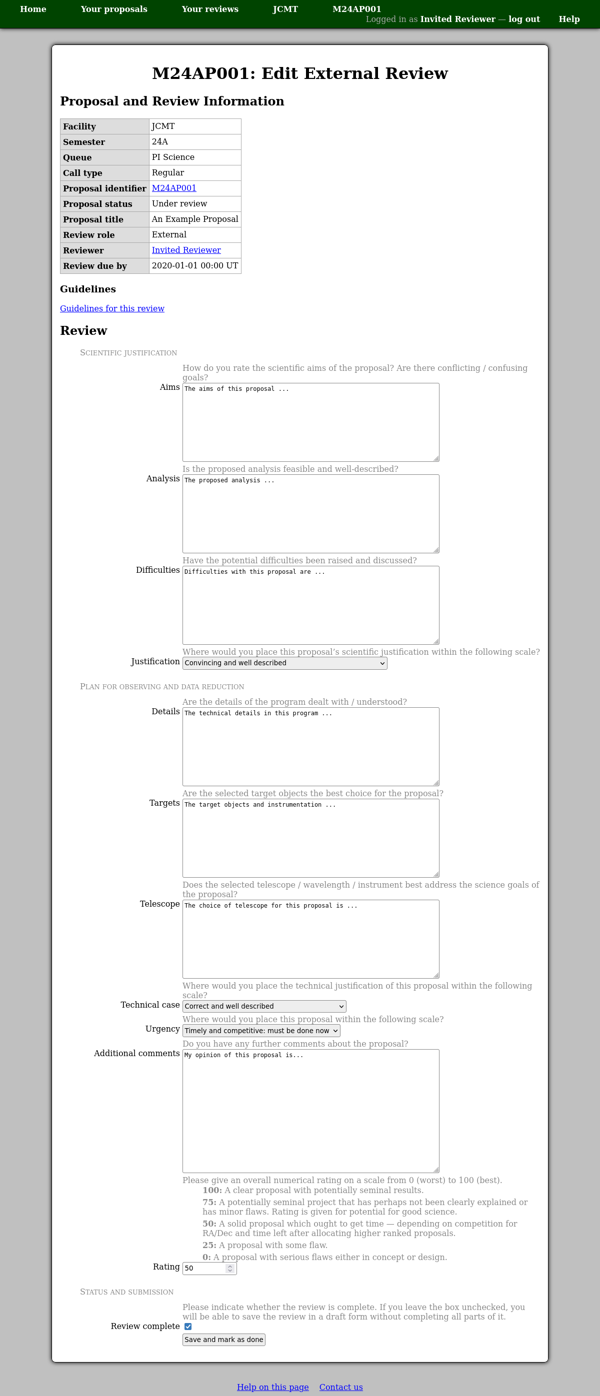 Home Your proposals Your reviews JCMT M24AP001
Logged in as Invited Reviewer — log out Help
M24AP001: Edit External Review
Proposal and Review Information
Facility JCMT
Semester 24A
Queue PI Science
Call type Regular
Proposal identifier M24AP001
Proposal status Under review
Proposal title An Example Proposal
Review role External
Reviewer Invited Reviewer
Review due by 2020-01-01 00:00 UT
Guidelines
Guidelines for this review
Review
Scientific justification
How do you rate the scientific aims of the proposal? Are there conflicting / confusing
goals?
Aims The aims of this proposal ...
Is the proposed analysis feasible and well-described?
Analysis The proposed analysis ...
Have the potential difficulties been raised and discussed?
Difficulties Difficulties with this proposal are ...
Where would you place this proposal's scientific justification within the following scale?
Justification Convincing and well described
Plan for observing and data reduction
Are the details of the program dealt with / understood?
Details The technical details in this program ...
Are the selected target objects the best choice for the proposal?
Targets The target objects and instrumentation ...
Does the selected telescope / wavelength / instrument best address the science goals of
the proposal?
Telescope The choice of telescope for this proposal is ...
Where would you place the technical justification of this proposal within the following
scale?
Technical case Correct and well described
Where would you place this proposal within the following scale?
Urgency Timely and competitive: must be done now
Do you have any further comments about the proposal?
Additional comments My opinion of this proposal is...
Please give an overall numerical rating on a scale from 0 (worst) to 100 (best).
100: A clear proposal with potentially seminal results.
75: A potentially seminal project that has perhaps not been clearly explained or
has minor flaws. Rating is given for potential for good science.
50: A solid proposal which ought to get time — depending on competition for
RA/Dec and time left after allocating higher ranked proposals.
25: A proposal with some flaw.
0: A proposal with serious flaws either in concept or design.
Rating 50
Status and submission
Please indicate whether the review is complete. If you leave the box unchecked, you
will be able to save the review in a draft form without completing all parts of it.
Review complete
Save and mark as done
Help on this page Contact us